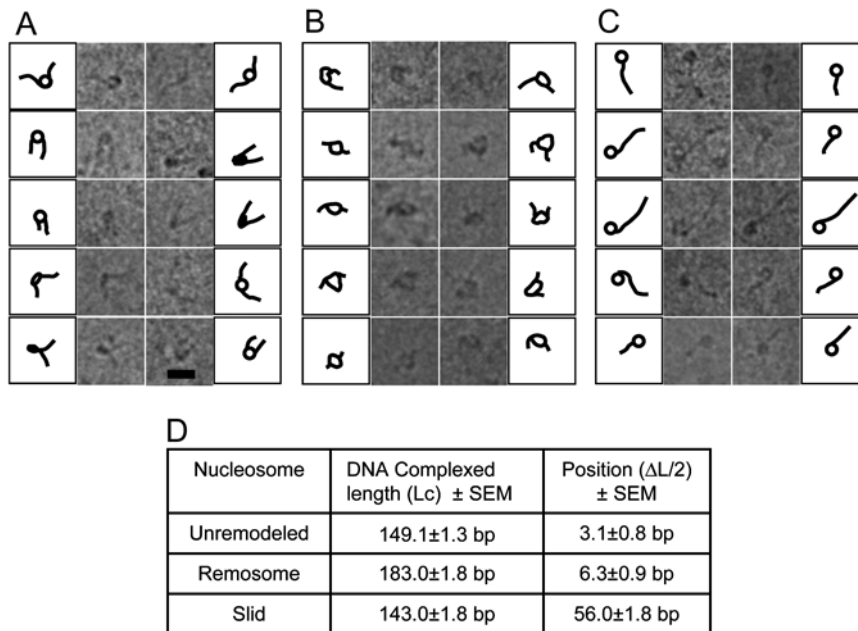 A B C
D
Nucleosome DNA Complexed Position (ΔL/2)
length (Lc) ± SEM ± SEM
Unremodeled 149.1±1.3 bp 3.1±0.8 bp
Remosome 183.0±1.8 bp 6.3±0.9 bp
Slid 143.0±1.8 bp 56.0±1.8 bp